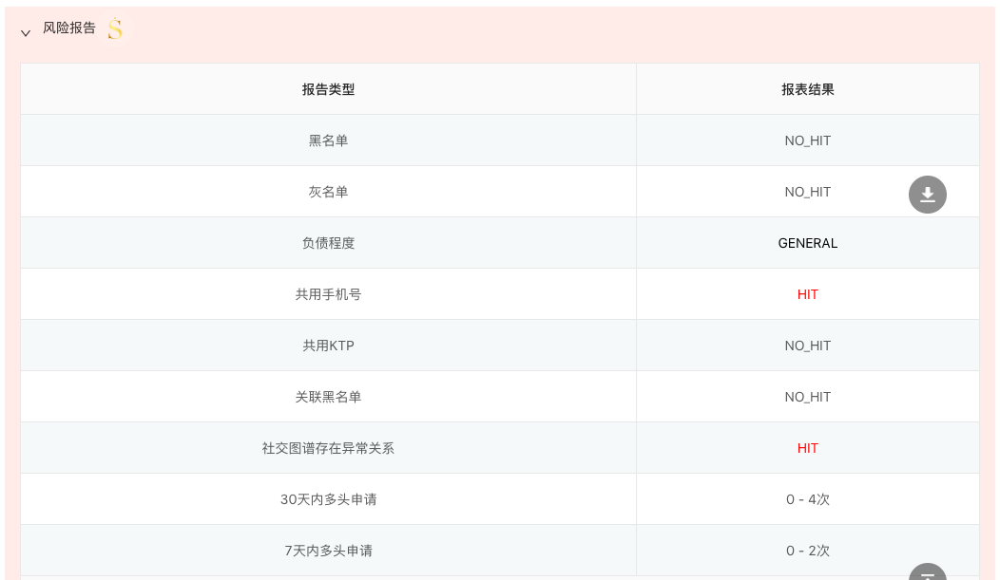 风险报告
报告类型 报表结果
黑名单 NO_HIT
灰名单 NO_HIT
负债程度 GENERAL
共用手机号 HIT
共用KTP NO_HIT
关联黑名单 NO_HIT
社交图谱存在异常关系 HIT
30天内多头申请 0 - 4次
7天内多头申请 0 - 2次